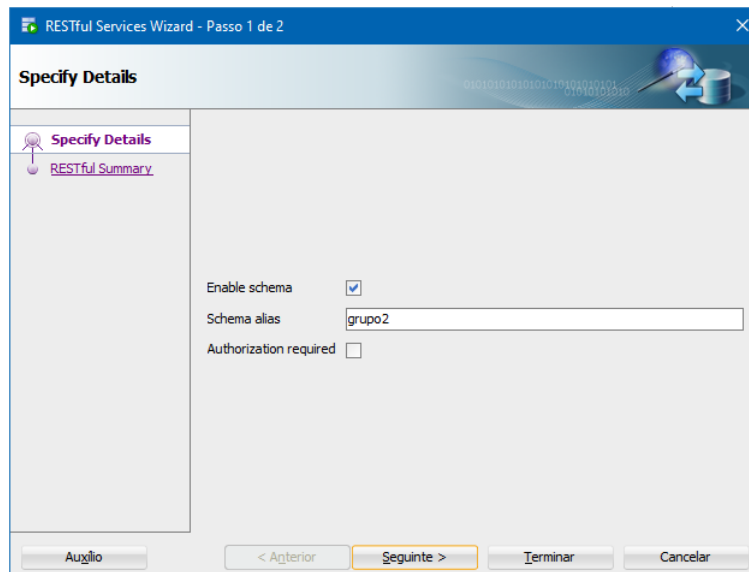 RESTful Services Wizard - Passo 1 de 2
Specify Details
Specify Details
RESTful Summary
Enable schema
Schema alias grupo2
Authorization required
Auxílio < Anterior Seguinte > Terminar Cancelar